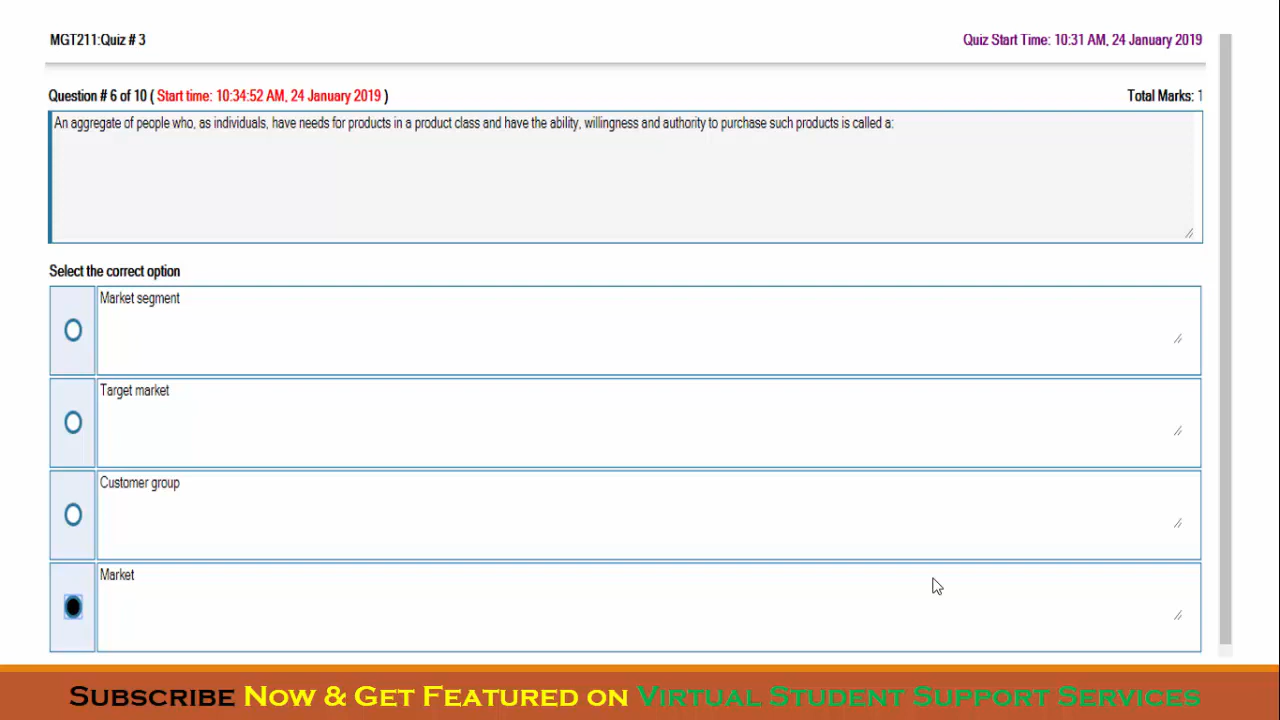 MGT211:Quiz # 3
Quiz Start Time: 10:31 AM, 24 January 2019
Question # 6 of 10 ( Start time: 10:34:52 AM, 24 January 2019 )
Total Marks: 1
An aggregate of people who, as individuals, have needs for products in a product class and have the ability, willingness and authority to purchase such products is called a:
Select the correct option
Market segment
Target market
Customer group
Market
Subscribe Now & Get Featured on Virtual Student Support Services